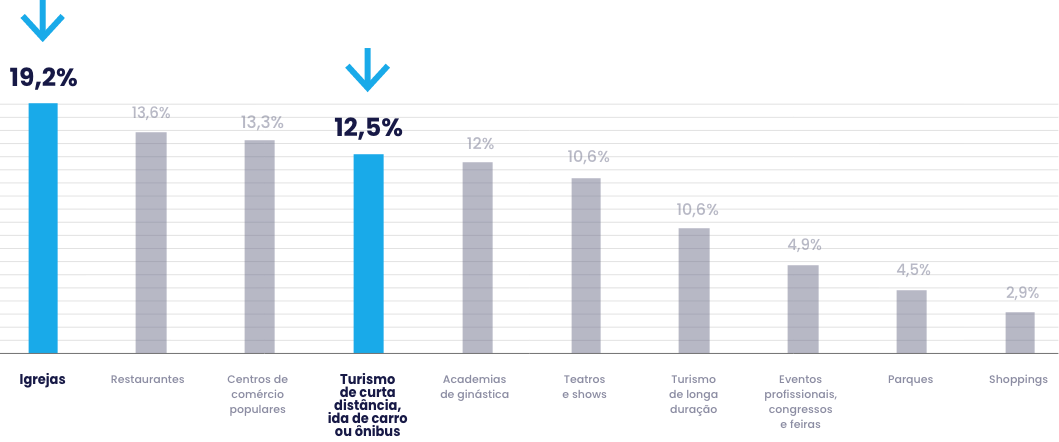 19,2%
13,6%
13,3%
12,5%
12%
10,6%
10,6%
4,9%
4,5%
2,9%
Igrejas
Restaurantes
Centros de
comércio
populares
Turismo
de curta
distância,
ida de carro
ou ônibus
Academias
de ginástica
Teatros
e shows
Turismo
de longa
duração
Eventos
profissionais,
congressos
e feiras
Parques
Shoppings